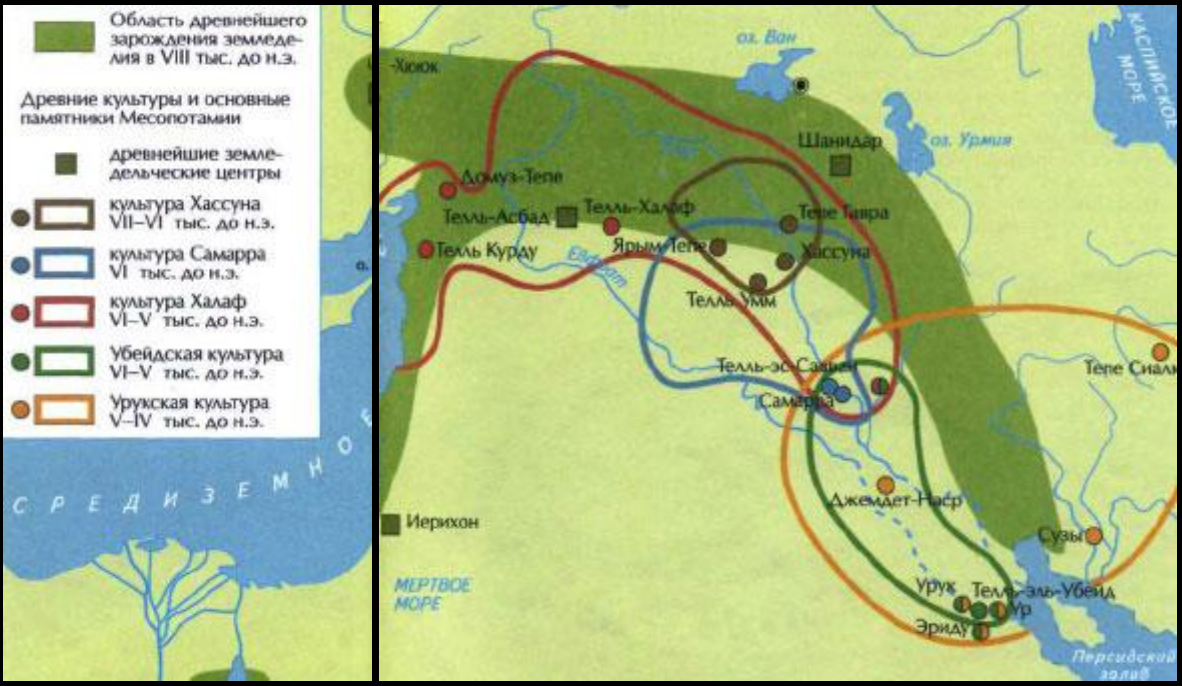 Область древнейшего
зарождения земледе-
лия в VIII тыс. до н.э.
Древние культуры и основные
памятники Месопотамии
древнейшие земле-
дельческие центры
культура Хассуна
VII–VI тыс. до н.э.
культура Самарра
VI тыс. до н.э.
культура Халаф
VI–V тыс. до н.э.
Убейдская культура
VI–V тыс. до н.э.
Урукская культура
V–IV тыс. до н.э.
СРЕДИЗЕМНОЕ
-Хююк
оз. Ван
КАСПИЙСКОЕ
МОРЕ
оз. Урмия
Шанидар
Домуз-Тепе
Телль-Асбад
Телль-Халаф
Тепе Гавра
Телль Курду
Ярым-Тепе
Хассуна
Евфрат
Телль Умм
Телль-эс-Савван
Тепе Сиалк
Самарра
Джемдет-Наср
Иерихон
Сузы
МЕРТВОЕ
МОРЕ
Урук
Телль-эль-Убейд
Ур
Эриду
Персидский
залив